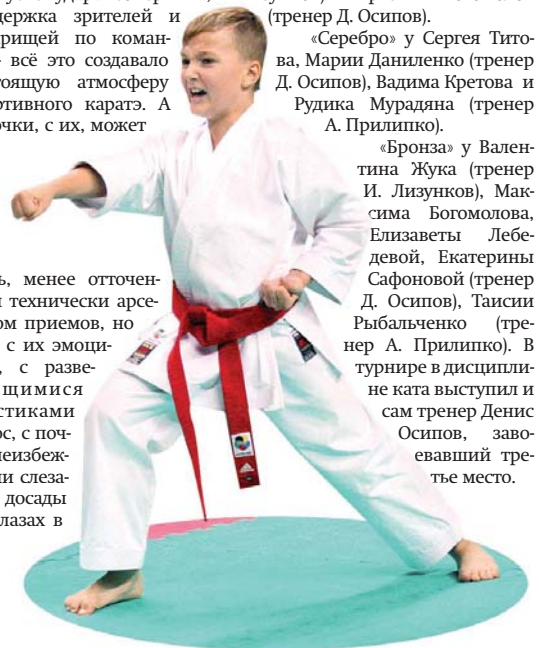 держка зрителей и
рищей по коман-
всё это создавало
тоящую атмосферу
ртивного каратэ. А
очки, с их, может
ь, менее отточен-
технически арсе-
ом приемов, но
с их эмоци-
, с разве-
щимися
стиками
ос, с поч-
неизбеж-
и слеза-
досады
лазах в
(тренер Д. Осипов).
«Серебро» у Сергея Тито-
ва, Марии Даниленко (тренер
Д. Осипов), Вадима Кретова и
Рудика Мурадяна (тренер
А. Прилипко).
«Бронза» у Вален-
тина Жука (тренер
И. Лизунков), Мак-
сима Богомолова,
Елизаветы Лебе-
девой, Екатерины
Сафоновой (тренер
Д. Осипов), Таисии
Рыбальченко (тре-
нер А. Прилипко). В
турнире в дисципли-
не ката выступил и
сам тренер Денис
Осипов, заво-
евавший тре-
тье место.